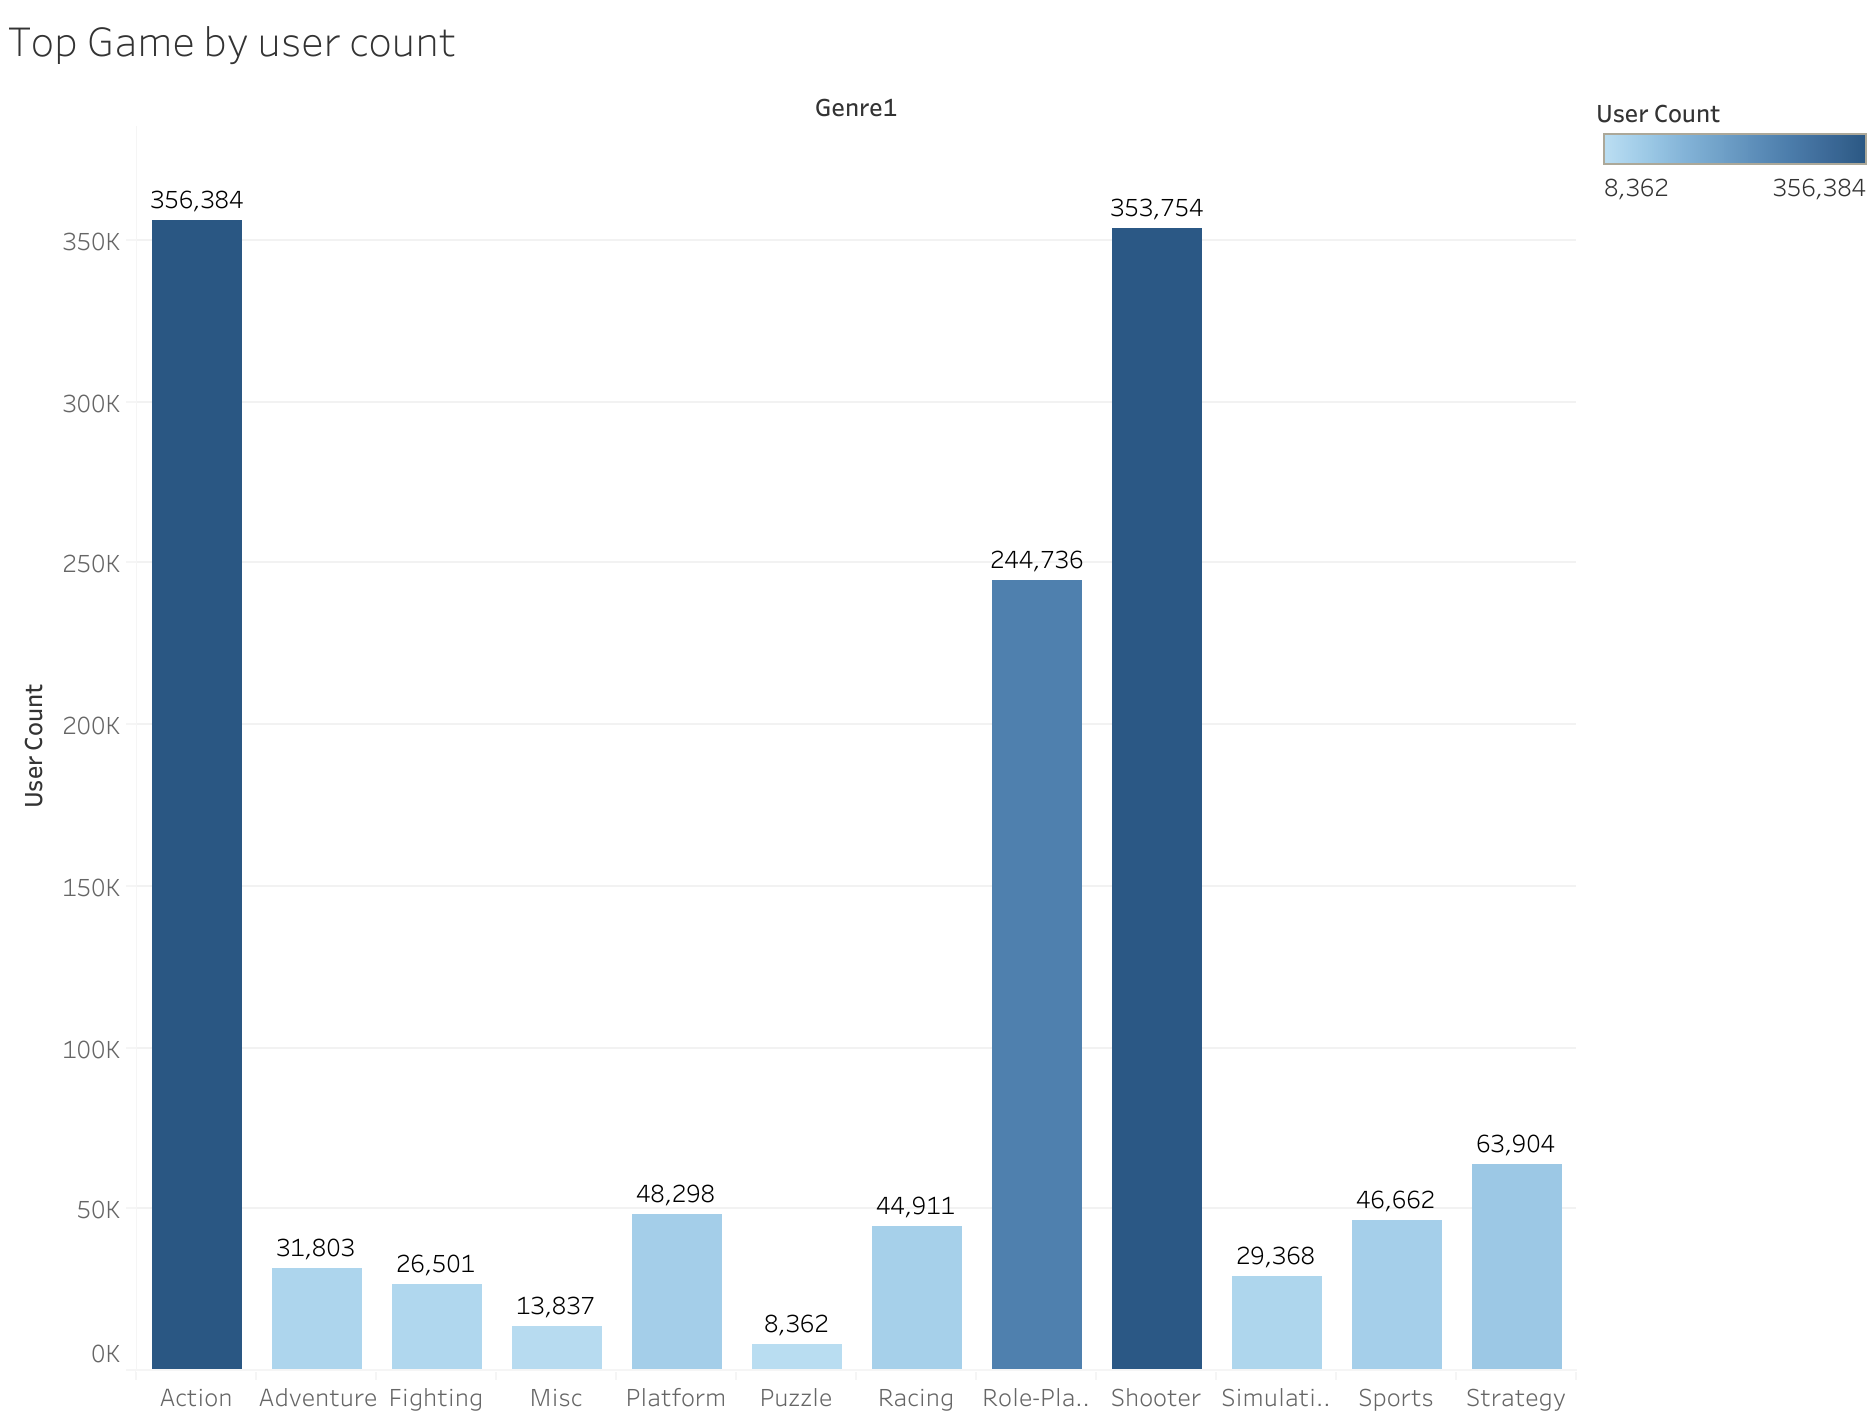 Top Game by user count
Genre1
User Count
8,362 356,384
356,384
353,754
350K
300K
250K
244,736
200K
User Count
150K
100K
63,904
50K
48,298
46,662
44,911
31,803
29,368
26,501
13,837
8,362
0K
Action Adventure Fighting Misc Platform Puzzle Racing Role-Pla.. Shooter Simulati.. Sports Strategy